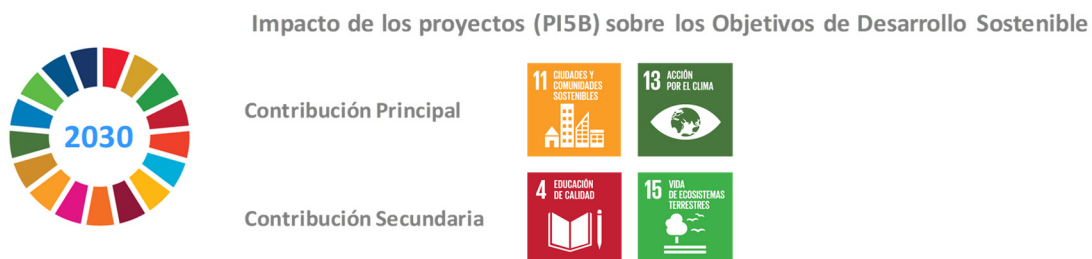 Impacto de los proyectos (PI5B) sobre los Objetivos de Desarrollo Sostenible
2030
Contribución Principal
11 CIUDADES Y
COMUNIDADES
SOSTENIBLES
13 ACCIÓN
POR EL CLIMA
Contribución Secundaria
4 EDUCACIÓN
DE CALIDAD
15 VIDA
DE ECOSISTEMAS
TERRESTRES